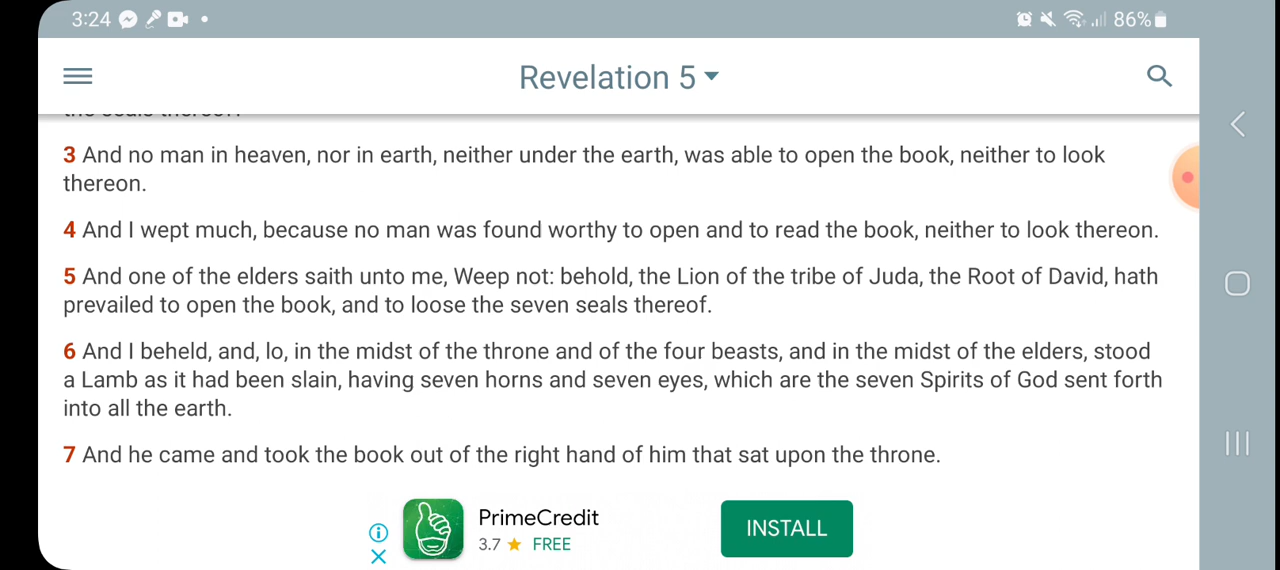 3:24
86%
Revelation 5
3 And no man in heaven, nor in earth, neither under the earth, was able to open the book, neither to look
thereon.
4 And I wept much, because no man was found worthy to open and to read the book, neither to look thereon.
5 And one of the elders saith unto me, Weep not: behold, the Lion of the tribe of Juda, the Root of David, hath
prevailed to open the book, and to loose the seven seals thereof.
6 And I beheld, and, lo, in the midst of the throne and of the four beasts, and in the midst of the elders, stood
a Lamb as it had been slain, having seven horns and seven eyes, which are the seven Spirits of God sent forth
into all the earth.
7 And he came and took the book out of the right hand of him that sat upon the throne.
PrimeCredit
3.7 ★ FREE
INSTALL